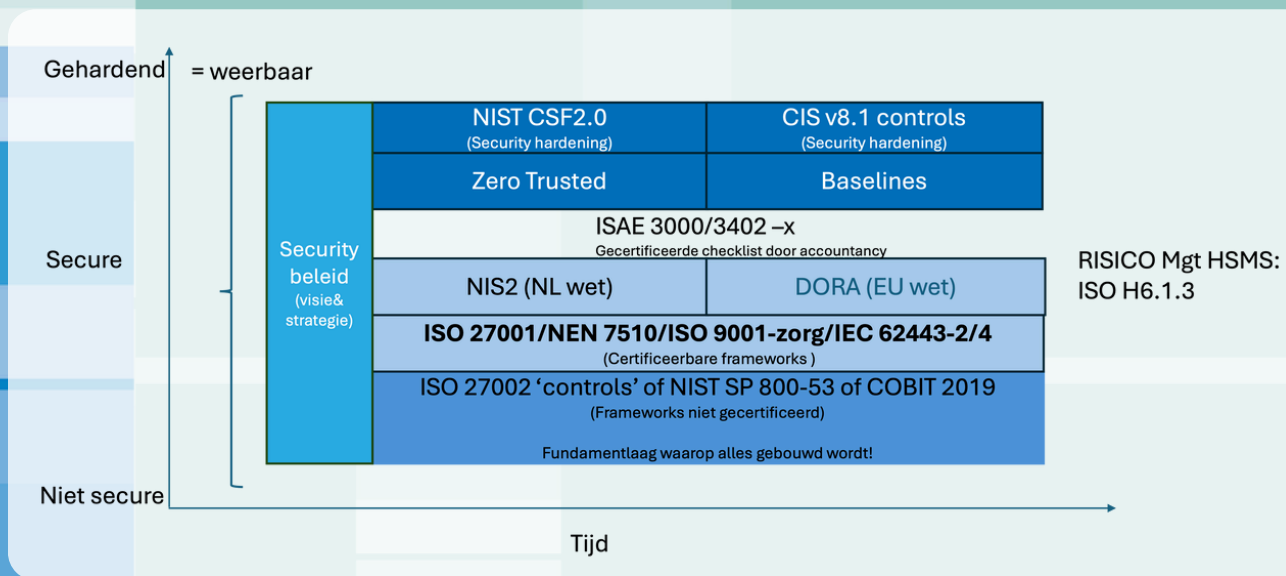 Gehardend
= weerbaar
NIST CSF2.0
(Security hardening)
CIS v8.1 controls
(Security hardening)
Zero Trusted
Baselines
ISAE 3000/3402 –x
Gecertificeerde checklist door accountancy
Secure
Security
beleid
(visie&
strategie)
NIS2 (NL wet)
DORA (EU wet)
RISICO Mgt HSMS:
ISO H6.1.3
ISO 27001/NEN 7510/ISO 9001-zorg/IEC 62443-2/4
(Certificeerbare frameworks )
ISO 27002 ‘controls’ of NIST SP 800-53 of COBIT 2019
(Frameworks niet gecertificeerd)
Fundamentlaag waarop alles gebouwd wordt!
Niet secure
Tijd